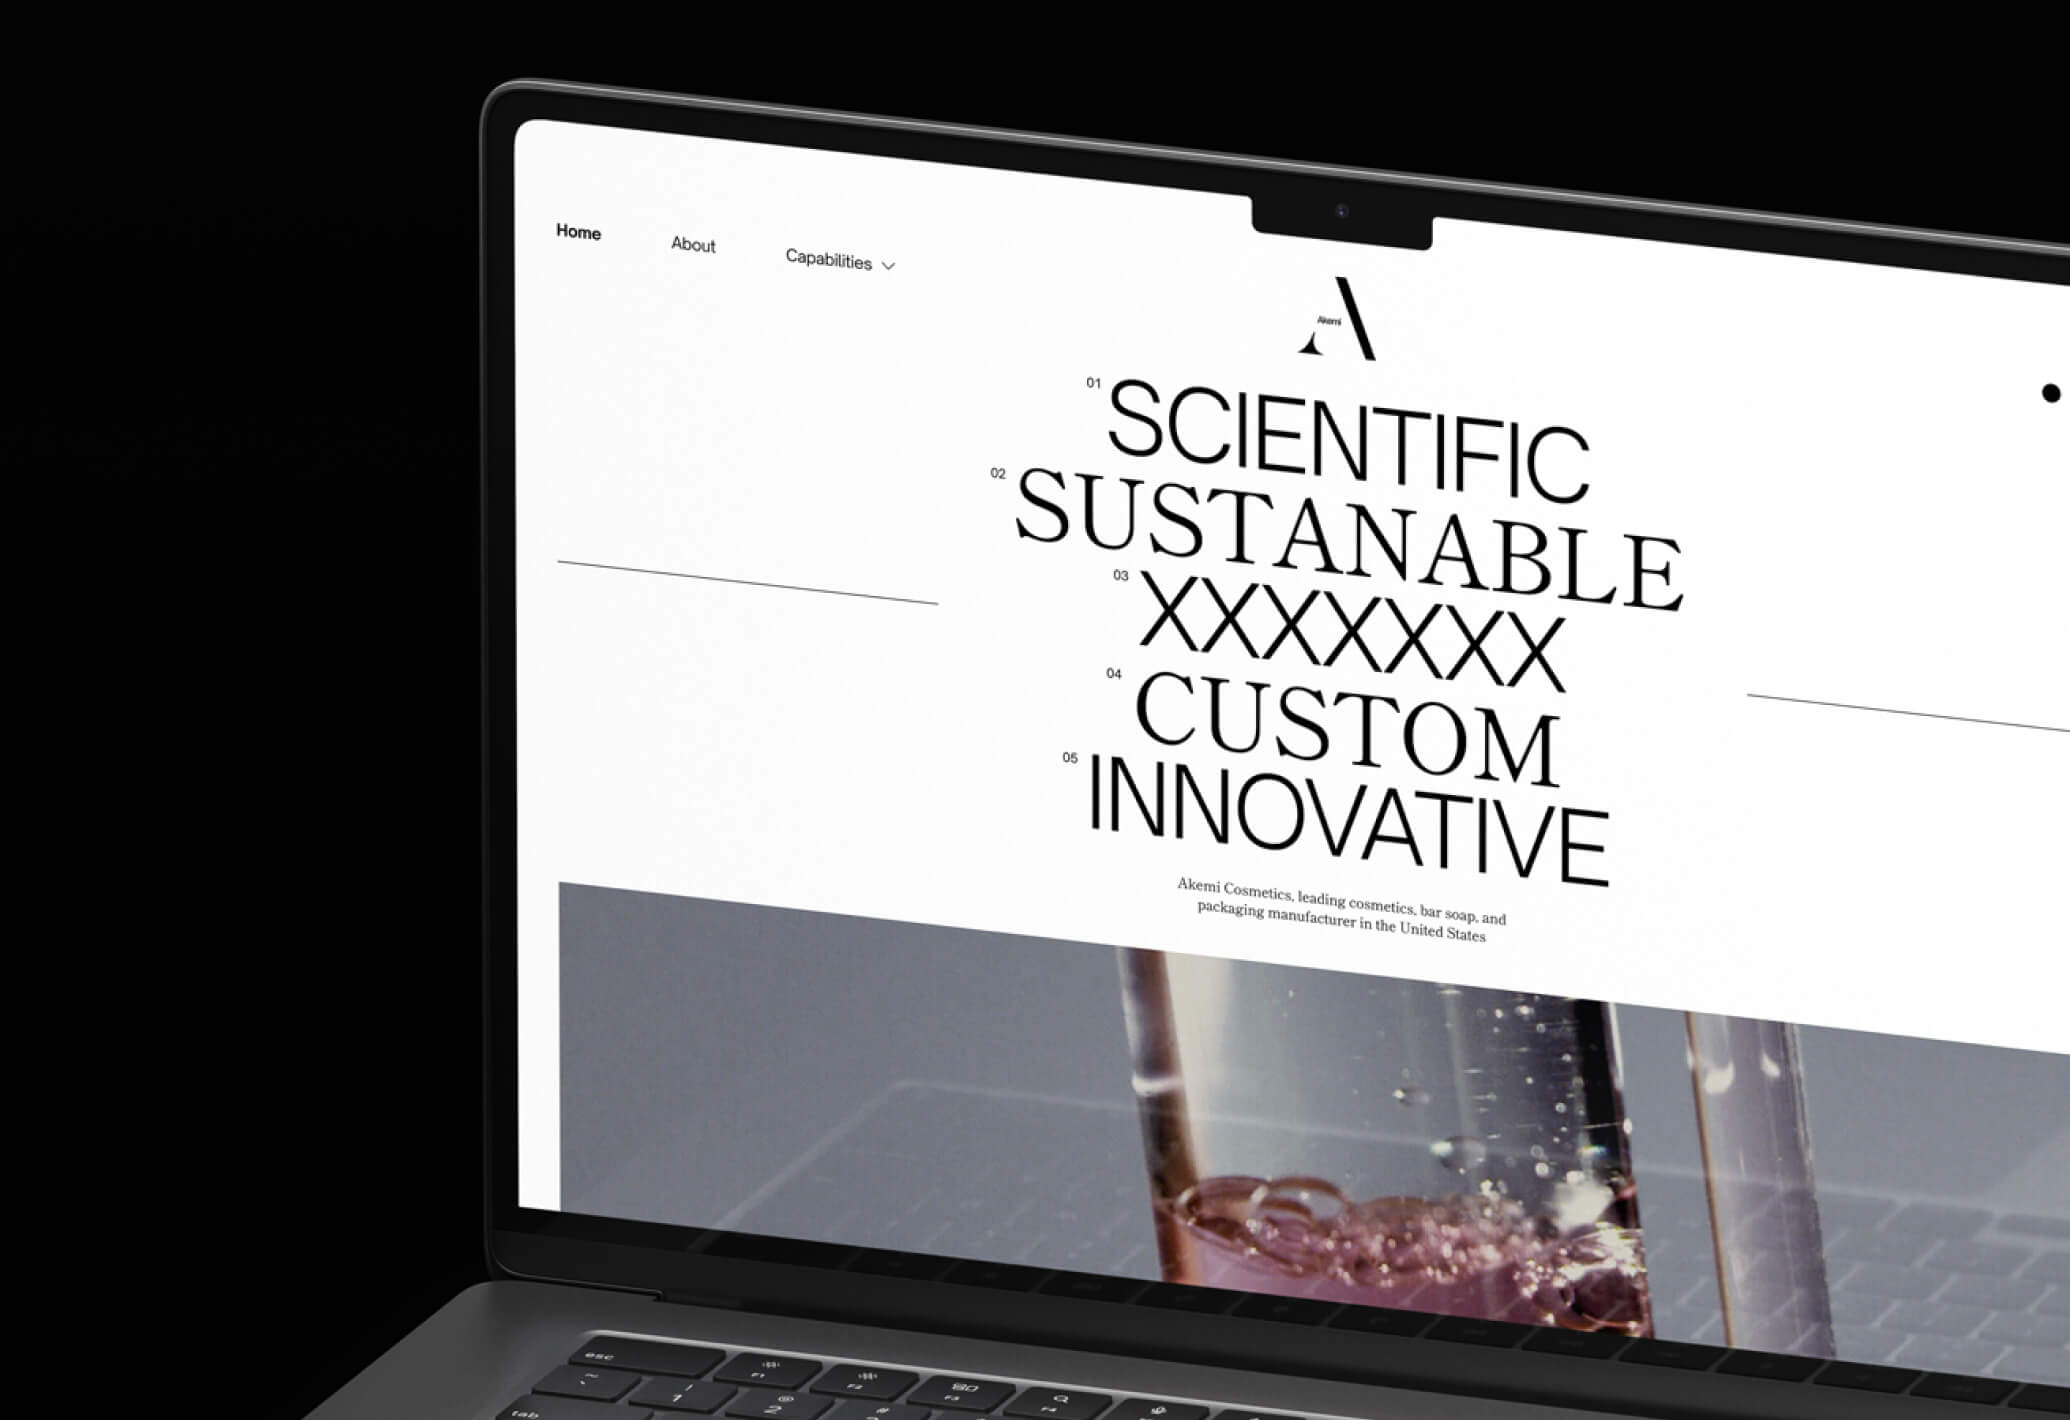 Home
About
Capabilities
Akemi
01
SCIENTIFIC
02
SUSTANABLE
03
XXXXXXX
04
CUSTOM
05
INNOVATIVE
Akemi Cosmetics, leading cosmetics, bar soap, and
packaging manufacturer in the United States
esc
F1
F2
F3
F4
~
!
1
@
2
#
tab